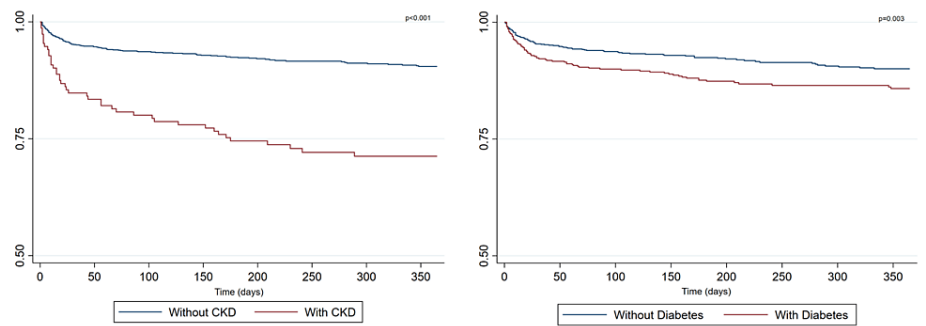 p<0.001
1.00
0.75
0.50
0 50 100 150 200 250 300 350
Time (days)
Without CKD With CKD
p=0.003
1.00
0.75
0.50
0 50 100 150 200 250 300 350
Time (days)
Without Diabetes With Diabetes